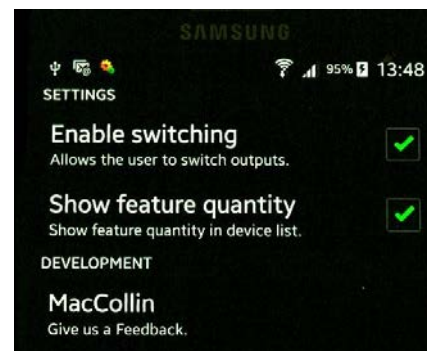 SAMSUNG
95% 13:48
SETTINGS
Enable switching
Allows the user to switch outputs.
Show feature quantity
Show feature quantity in device list.
DEVELOPMENT
MacCollin
Give us a Feedback.